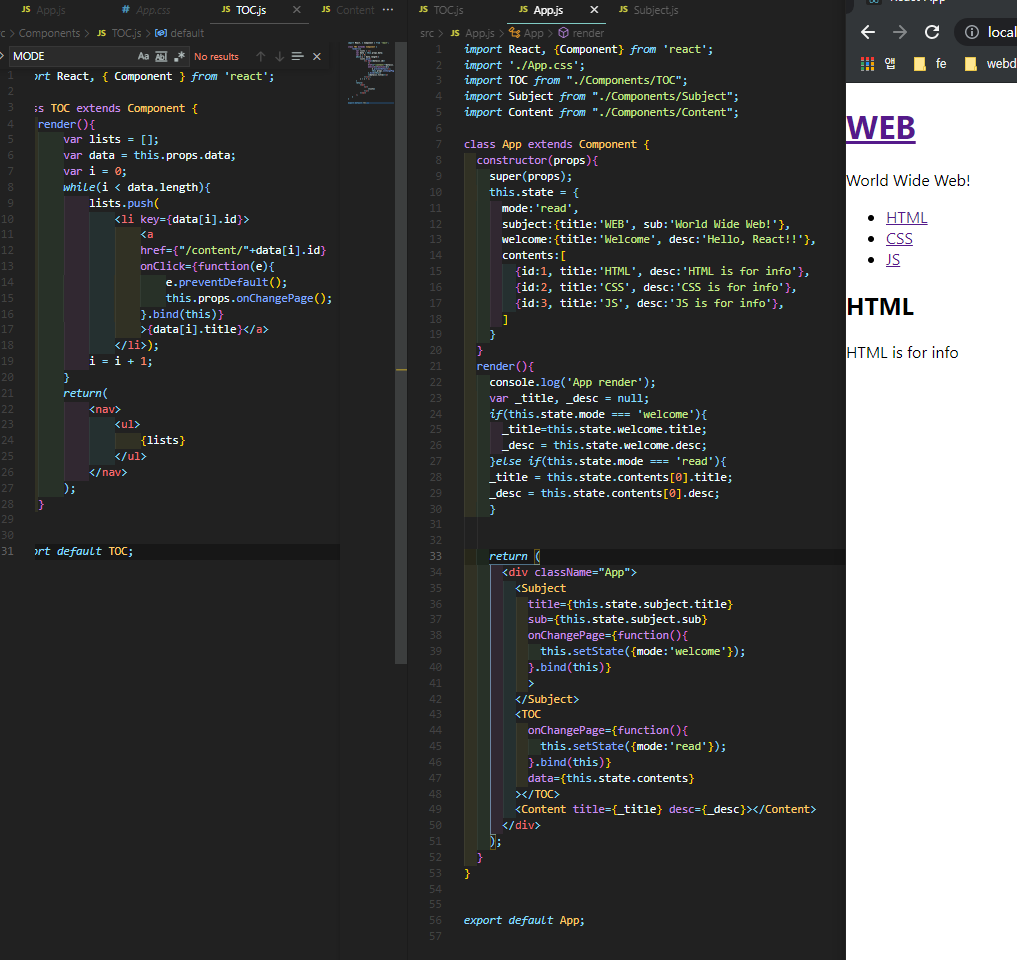 App.js
App.css
TOC.js
Content
Components > TOC.js > default
MODE
Aa
Ab
No results
1
ort React, { Component } from 'react';
2
3
ss TOC extends Component {
4
render(){
5
var lists = [];
6
var data = this.props.data;
7
var i = 0;
8
while(i < data.length){
9
lists.push(
10
<li key={data[i].id}>
11
<a
12
href={"/content/"+data[i].id}
13
onClick={function(e){
14
e.preventDefault();
15
this.props.onChangePage();
16
}.bind(this)}
17
>{data[i].title}</a>
18
</li>);
19
i = i + 1;
20
}
21
return(
22
<nav>
23
<ul>
24
{lists}
25
</ul>
26
</nav>
27
);
28
}
29
30
31
ort default TOC;
TOC.js
App.js
Subject.js
src > App.js > App > render
1
import React, {Component} from 'react';
2
import './App.css';
3
import TOC from "./Components/TOC";
4
import Subject from "./Components/Subject";
5
import Content from "./Components/Content";
6
7
class App extends Component {
8
constructor(props){
9
super(props);
10
this.state = {
11
mode:'read',
12
subject:{title:'WEB', sub:'World Wide Web!'},
13
welcome:{title:'Welcome', desc:'Hello, React!!'},
14
contents:[
15
{id:1, title:'HTML', desc:'HTML is for info'},
16
{id:2, title:'CSS', desc:'CSS is for info'},
17
{id:3, title:'JS', desc:'JS is for info'},
18
]
19
}
20
}
21
render(){
22
console.log('App render');
23
var _title, _desc = null;
24
if(this.state.mode === 'welcome'){
25
_title=this.state.welcome.title;
26
_desc = this.state.welcome.desc;
27
}else if(this.state.mode === 'read'){
28
_title = this.state.contents[0].title;
29
_desc = this.state.contents[0].desc;
30
}
31
32
33
return (
34
<div className="App">
35
<Subject
36
title={this.state.subject.title}
37
sub={this.state.subject.sub}
38
onChangePage={function(){
39
this.setState({mode:'welcome'});
40
}.bind(this)}
41
>
42
</Subject>
43
<TOC
44
onChangePage={function(){
45
this.setState({mode:'read'});
46
}.bind(this)}
47
data={this.state.contents}
48
></TOC>
49
<Content title={_title} desc={_desc}></Content>
50
</div>
51
);
52
}
53
}
54
55
56
export default App;
57
local
앱
fe
webd
WEB
World Wide Web!
HTML
CSS
JS
HTML
HTML is for info